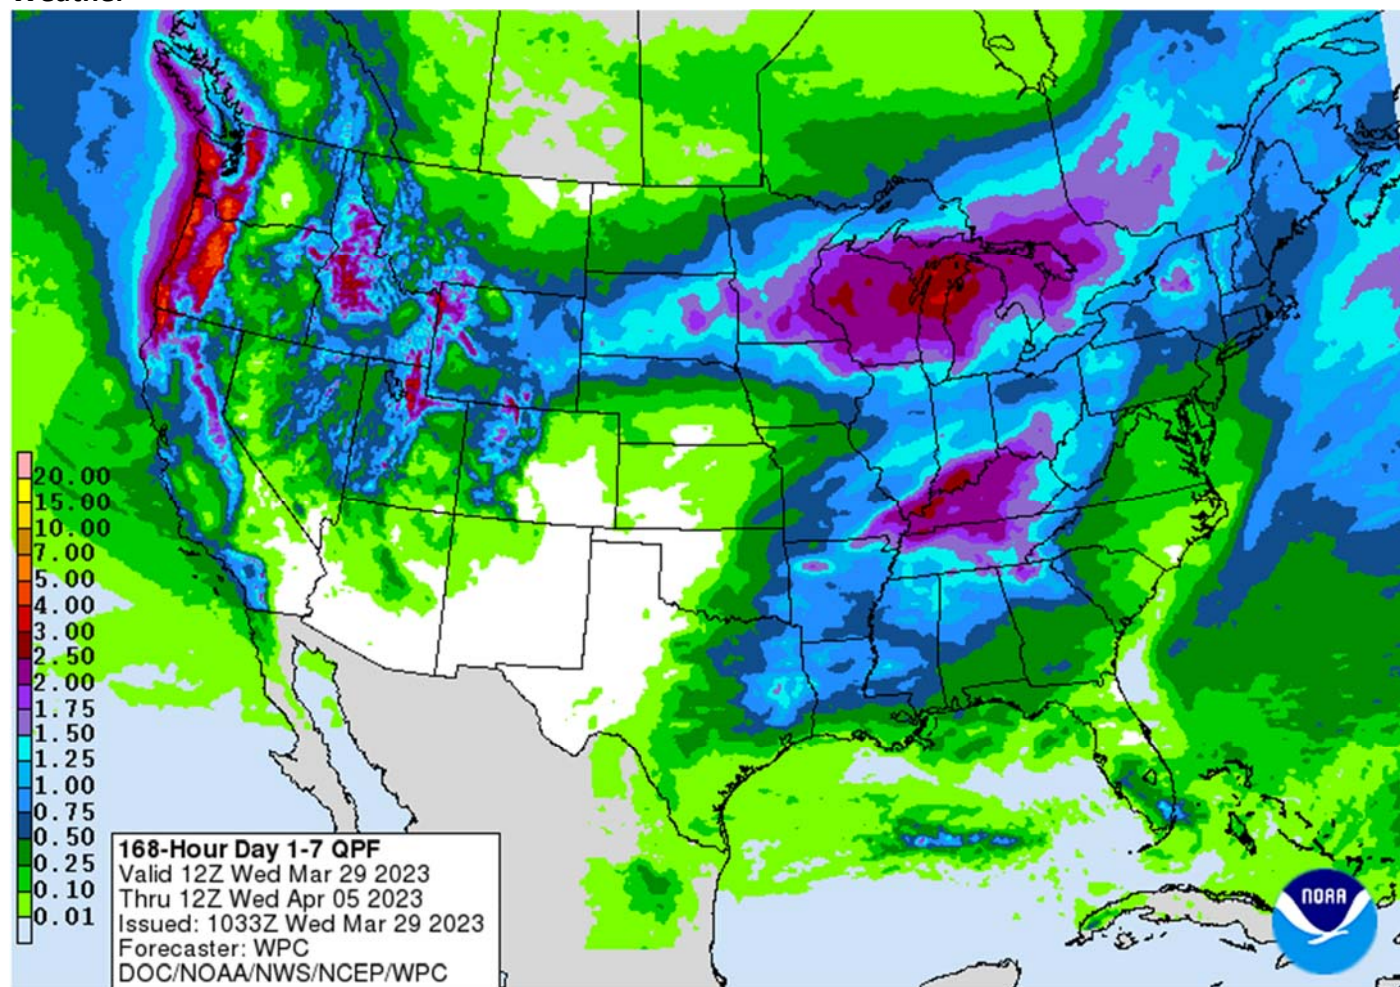 Weather
20.00
15.00
10.00
7.00
5.00
4.00
3.00
2.50
2.00
1.75
1.50
1.25
1.00
0.75
0.50
0.25
0.10
0.01
168-Hour Day 1-7 QPF
Valid 12Z Wed Mar 29 2023
Thru 12Z Wed Apr 05 2023
Issued: 1033Z Wed Mar 29 2023
Forecaster: WPC
DOC/NOAA/NWS/NCEP/WPC
NOAA